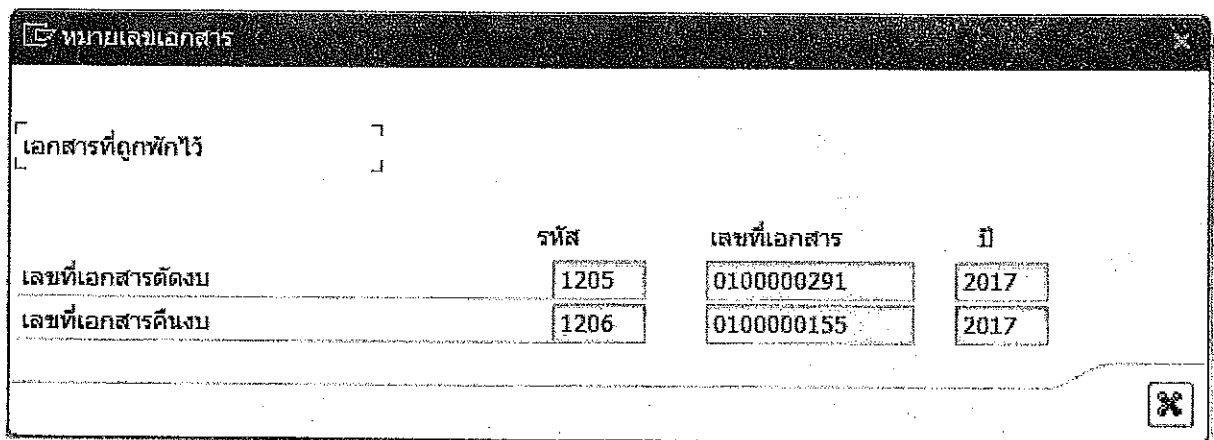 หมายเลขเอกสาร
เอกสารที่ถูกพักไว้
รหัส เลขที่เอกสาร ปี
เลขที่เอกสารตัดงบ 1205 0100000291 2017
เลขที่เอกสารคืนงบ 1206 0100000155 2017